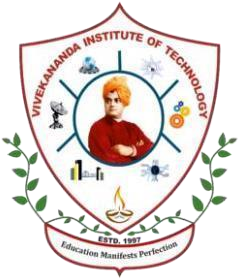 VIVEKANANDA INSTITUTE OF TECHNOLOGY
ESTD. 1997
Education Manifests Perfection